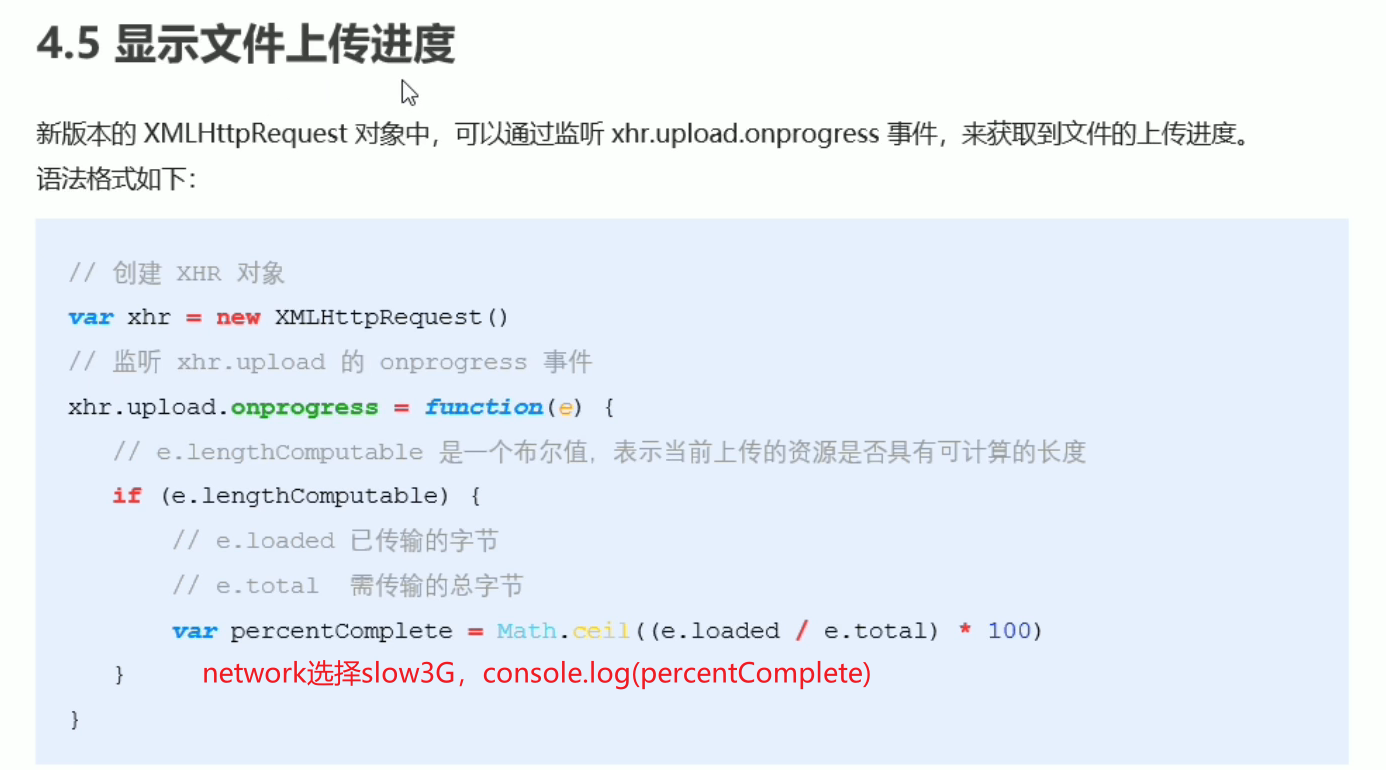 4.5 显示文件上传进度
新版本的 XMLHttpRequest 对象中，可以通过监听 xhr.upload.onprogress 事件，来获取到文件的上传进度。
语法格式如下：
// 创建 XHR 对象
var xhr = new XMLHttpRequest()
// 监听 xhr.upload 的 onprogress 事件
xhr.upload.onprogress = function(e) {
// e.lengthComputable 是一个布尔值，表示当前上传的资源是否具有可计算的长度
if (e.lengthComputable) {
// e.loaded 已传输的字节
// e.total 需传输的总字节
var percentComplete = Math.ceil((e.loaded / e.total) * 100)
} network选择slow3G，console.log(percentComplete)
}